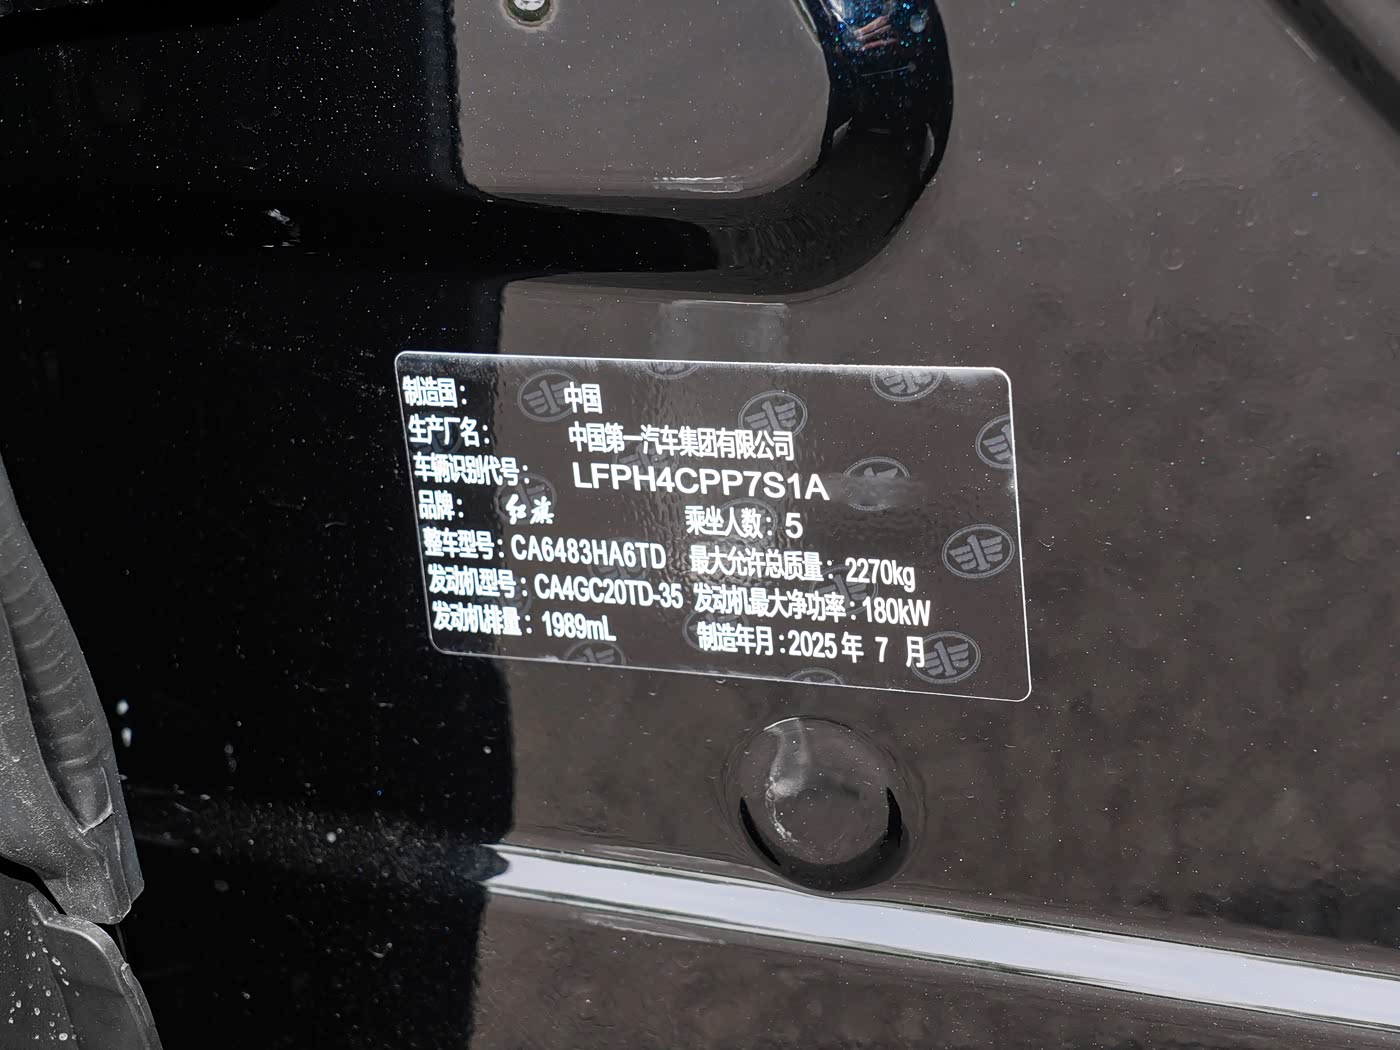 制造国： 中国
生产厂名： 中国第一汽车集团有限公司
车辆识别代号： LFPH4CPP7S1A
品牌： 红旗 乘坐人数：5
整车型号：CA6483HA6TD 最大允许总质量：2270kg
发动机型号：CA4GC20TD-35 发动机最大净功率：180kW
发动机排量：1989mL 制造年月：2025年 7 月